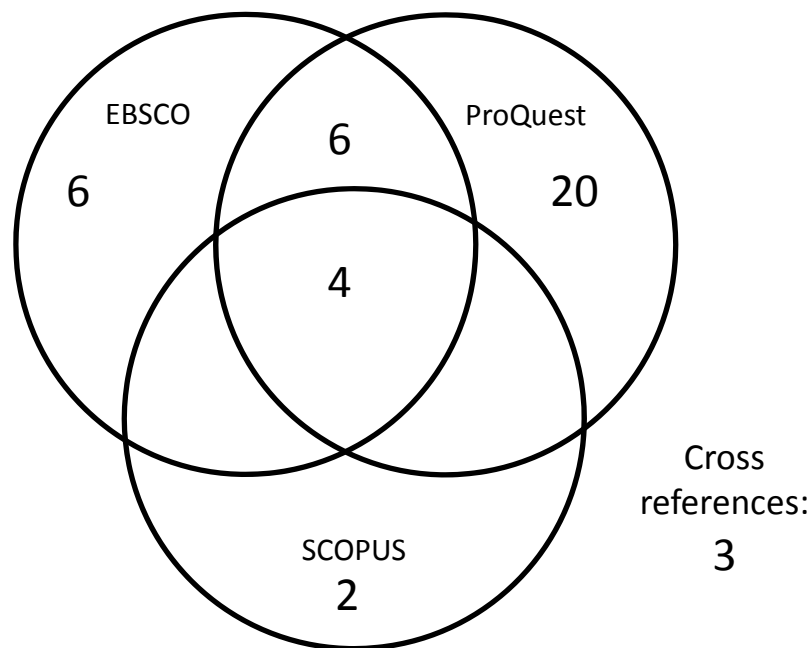 EBSCO
6
6
ProQuest
20
4
SCOPUS
2
Cross
references:
3